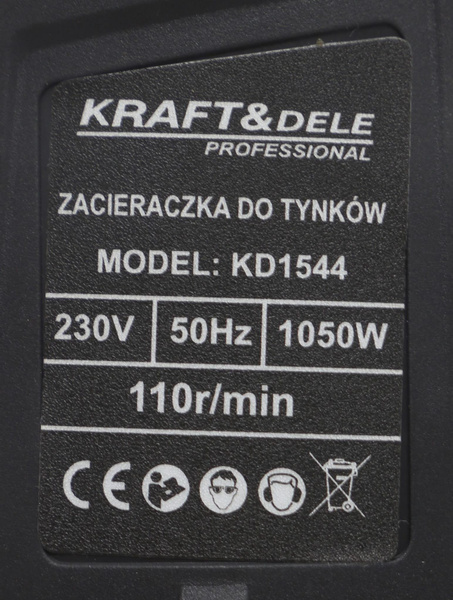 KRAFT&DELE
PROFESSIONAL
ZACIERACZKA DO TYNKÓW
MODEL: KD1544
230V 50Hz 1050W
110r/min
CE